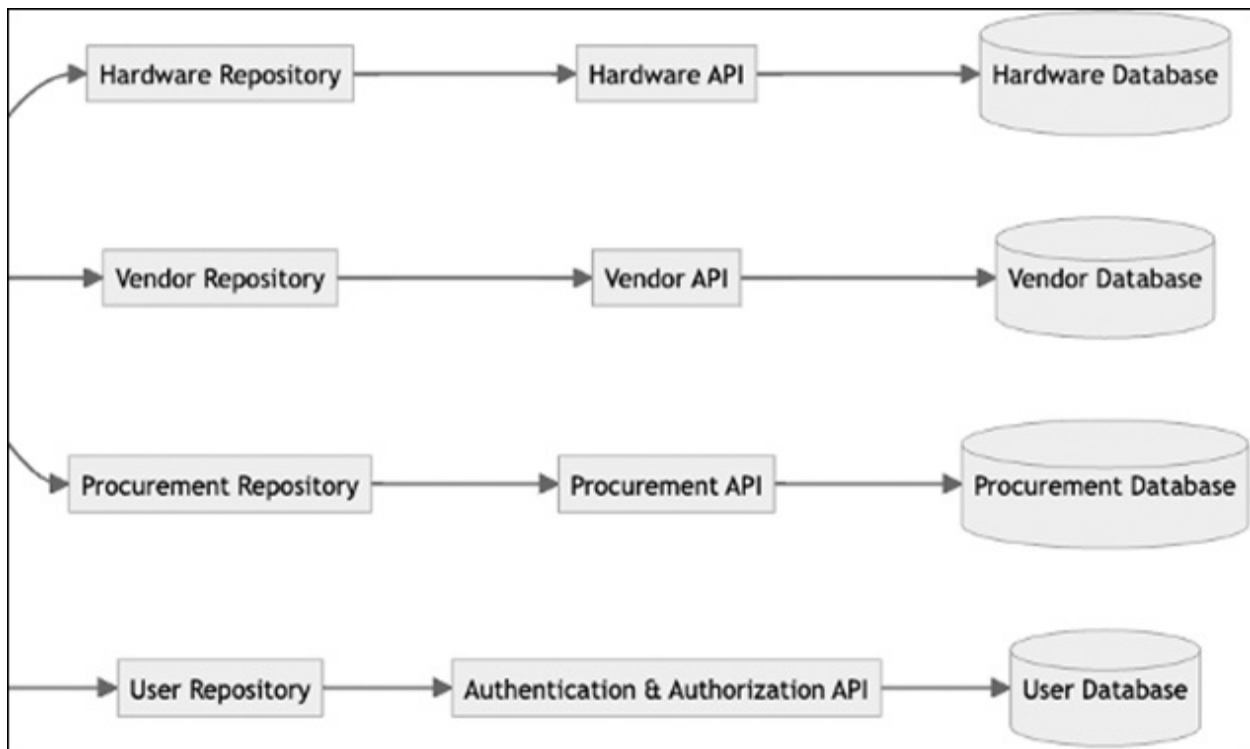 Hardware Repository
Hardware API
Hardware Database
Vendor Repository
Vendor API
Vendor Database
Procurement Repository
Procurement API
Procurement Database
User Repository
Authentication & Authorization API
User Database